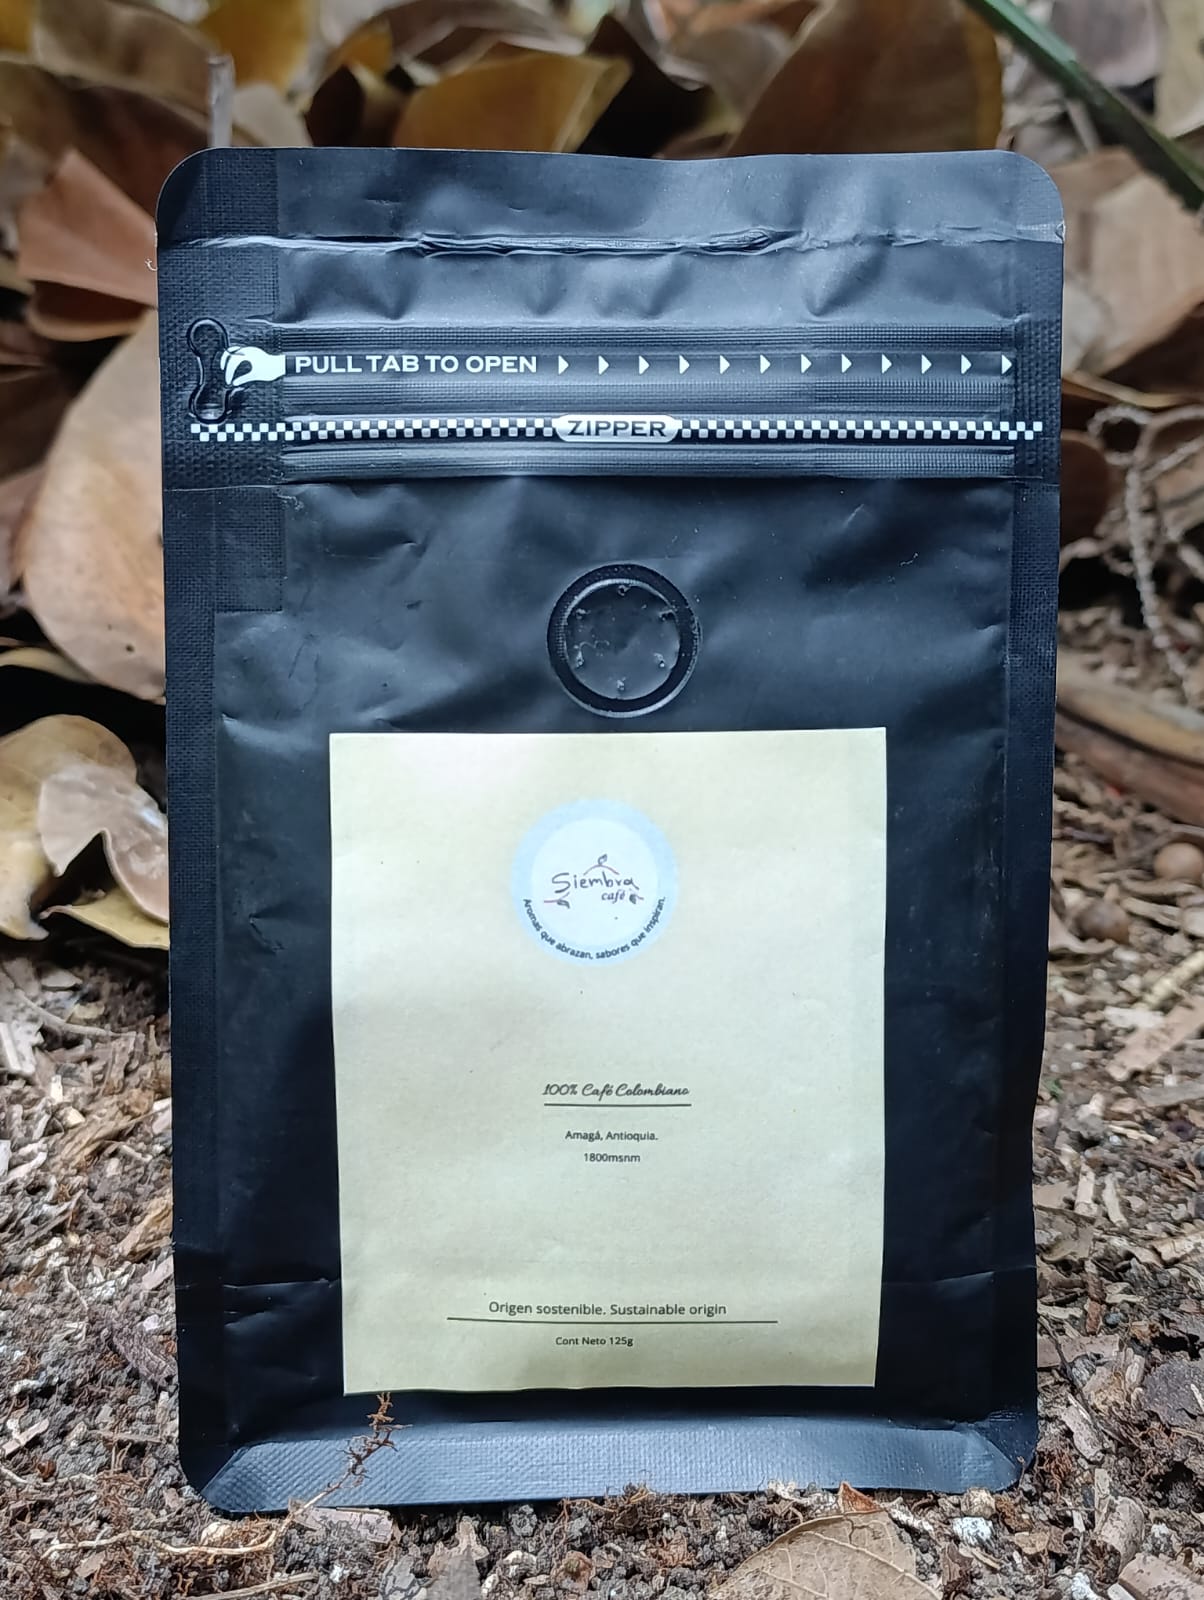 PULL TAB TO OPEN
ZIPPER
Siembra
café
Aromas que abrazan, sabores que inspiran.
100% Café Colombiano
Amagá, Antioquia.
1800msnm
Origen sostenible. Sustainable origin
Cont Neto 125g